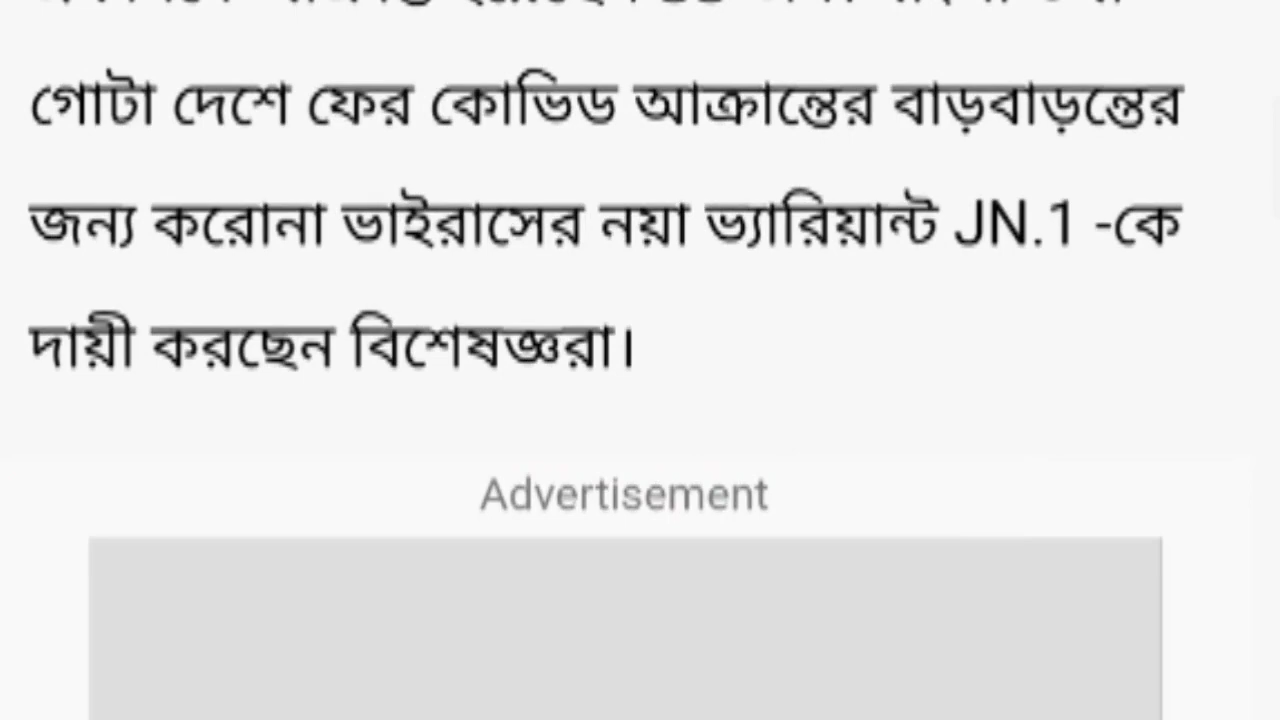 গোটা দেশে ফের কোভিড আক্রান্তের বাড়বাড়ন্তের
জন্য করোনা ভাইরাসের নয়া ভ্যারিয়ান্ট JN.1 -কে
দায়ী করছেন বিশেষজ্ঞরা।
Advertisement